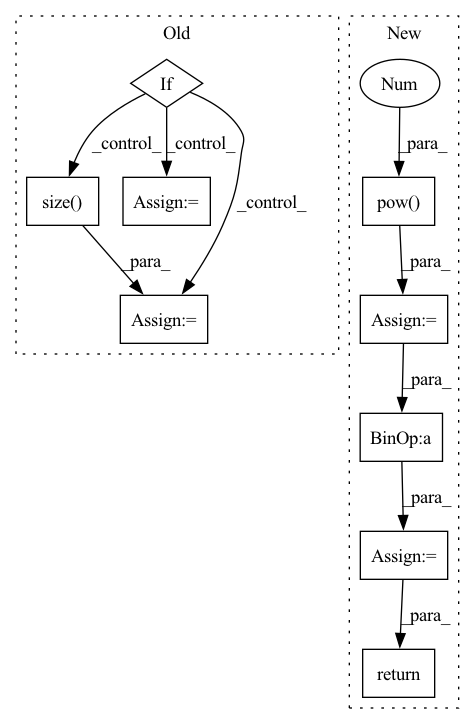 Old
New
If
Num
_control_
_control_
_para_
size()
Assign:=
_control_
pow()
_para_
_para_
Assign:=
Assign:=
_para_
BinOp:a
_para_
Assign:=
_para_
return